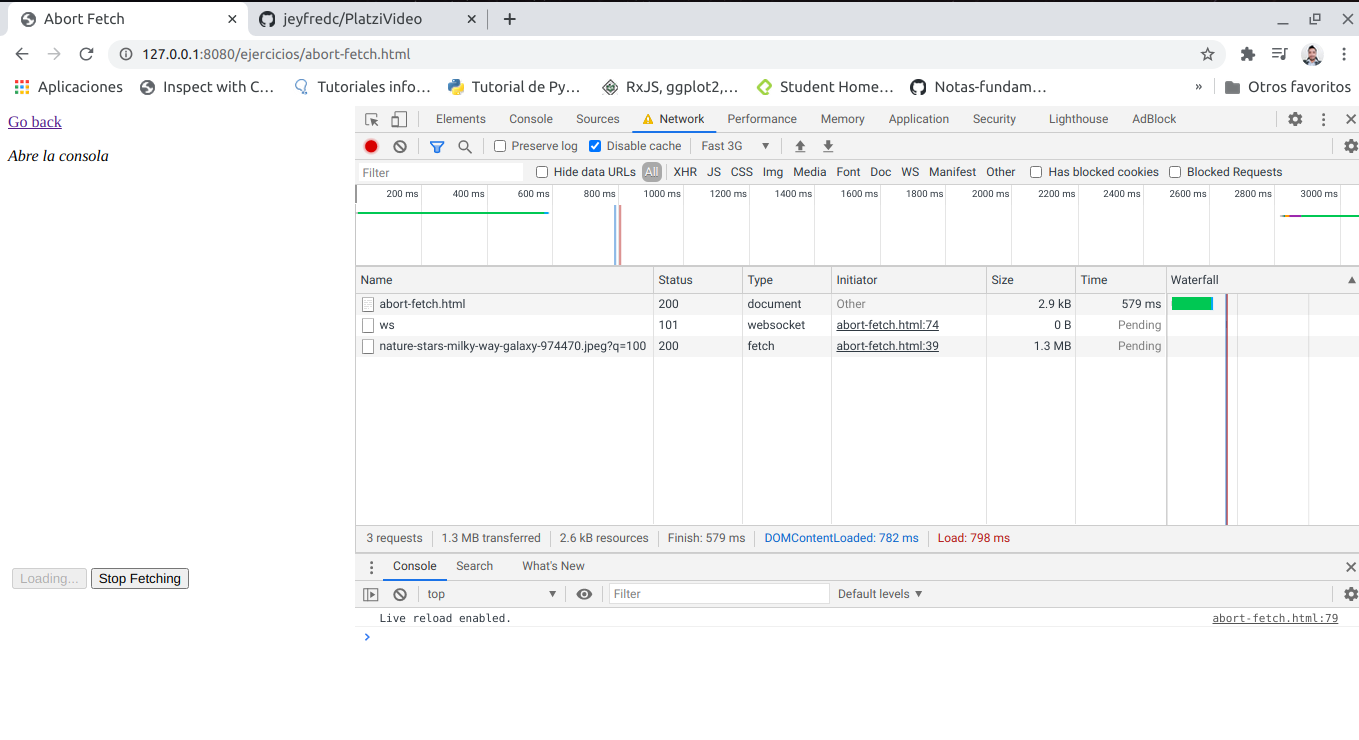 Abort Fetch jeyfredc/PlatziVideo
127.0.0.1:8080/ejercicios/abort-fetch.html
Aplicaciones Inspect with C... Tutoriales info... Tutorial de Py... RxJS, ggplot2,... Student Home... Notas-fundam... » Otros favoritos
Go back
Abre la consola
Loading... Stop Fetching
Elements Console Sources Network Performance Memory Application Security Lighthouse AdBlock
Preserve log Disable cache Fast 3G
Filter Hide data URLs All XHR JS CSS Img Media Font Doc WS Manifest Other Has blocked cookies Blocked Requests
200 ms 400 ms 600 ms 800 ms 1000 ms 1200 ms 1400 ms 1600 ms 1800 ms 2000 ms 2200 ms 2400 ms 2600 ms 2800 ms 3000 ms
Name Status Type Initiator Size Time Waterfall
abort-fetch.html 200 document Other 2.9 kB 579 ms
ws 101 websocket abort-fetch.html:74 0 B Pending
nature-stars-milky-way-galaxy-974470.jpeg?q=100 200 fetch abort-fetch.html:39 1.3 MB Pending
3 requests 1.3 MB transferred 2.6 kB resources Finish: 579 ms DOMContentLoaded: 782 ms Load: 798 ms
Console Search What's New
top Filter Default levels
Live reload enabled. abort-fetch.html:79